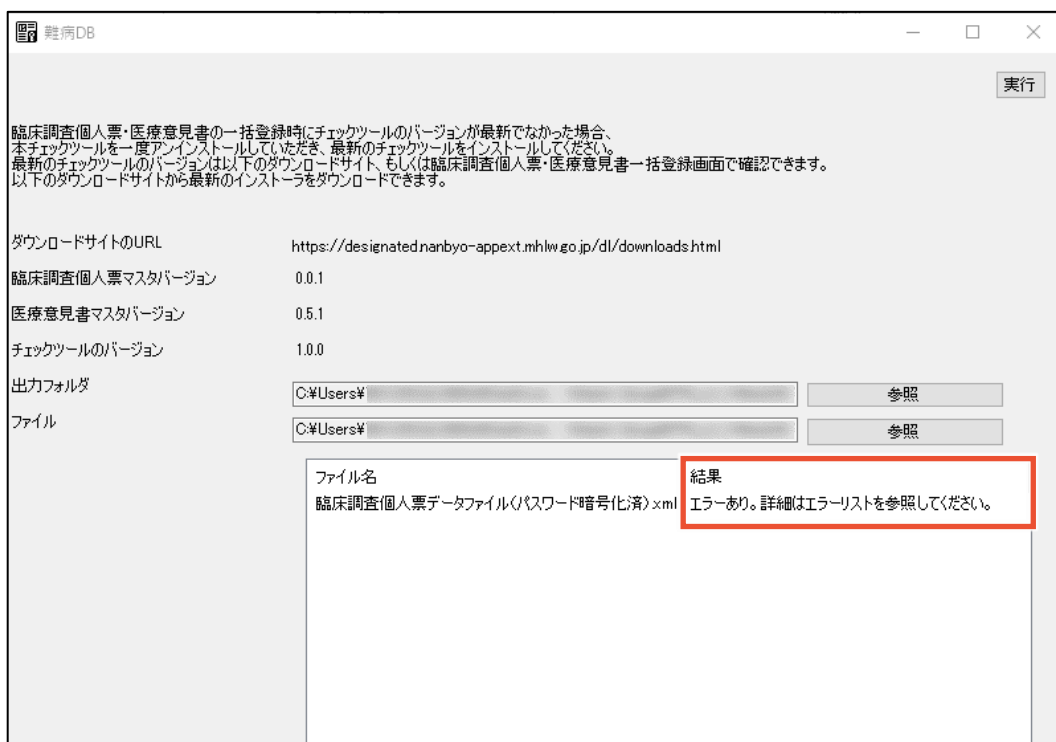 難病DB
実行
臨床調査個人票・医療意見書の一括登録時にチェックツールのバージョンが最新でなかった場合、
本チェックツールを一度アンインストールしていただき、最新のチェックツールをインストールしてください。
最新のチェックツールのバージョンは以下のダウンロードサイト、もしくは臨床調査個人票・医療意見書一括登録画面で確認できます。
以下のダウンロードサイトから最新のインストーラをダウンロードできます。
ダウンロードサイトのURL https://designated.nanbyo-appext.mhlw.go.jp/dl/downloads.html
臨床調査個人票マスタバージョン 0.0.1
医療意見書マスタバージョン 0.5.1
チェックツールのバージョン 1.0.0
出力フォルダ C:¥Users¥ 参照
ファイル C:¥Users¥ 参照
ファイル名 結果
臨床調査個人票データファイル(パスワード暗号化済).xml エラーあり。詳細はエラーリストを参照してください。